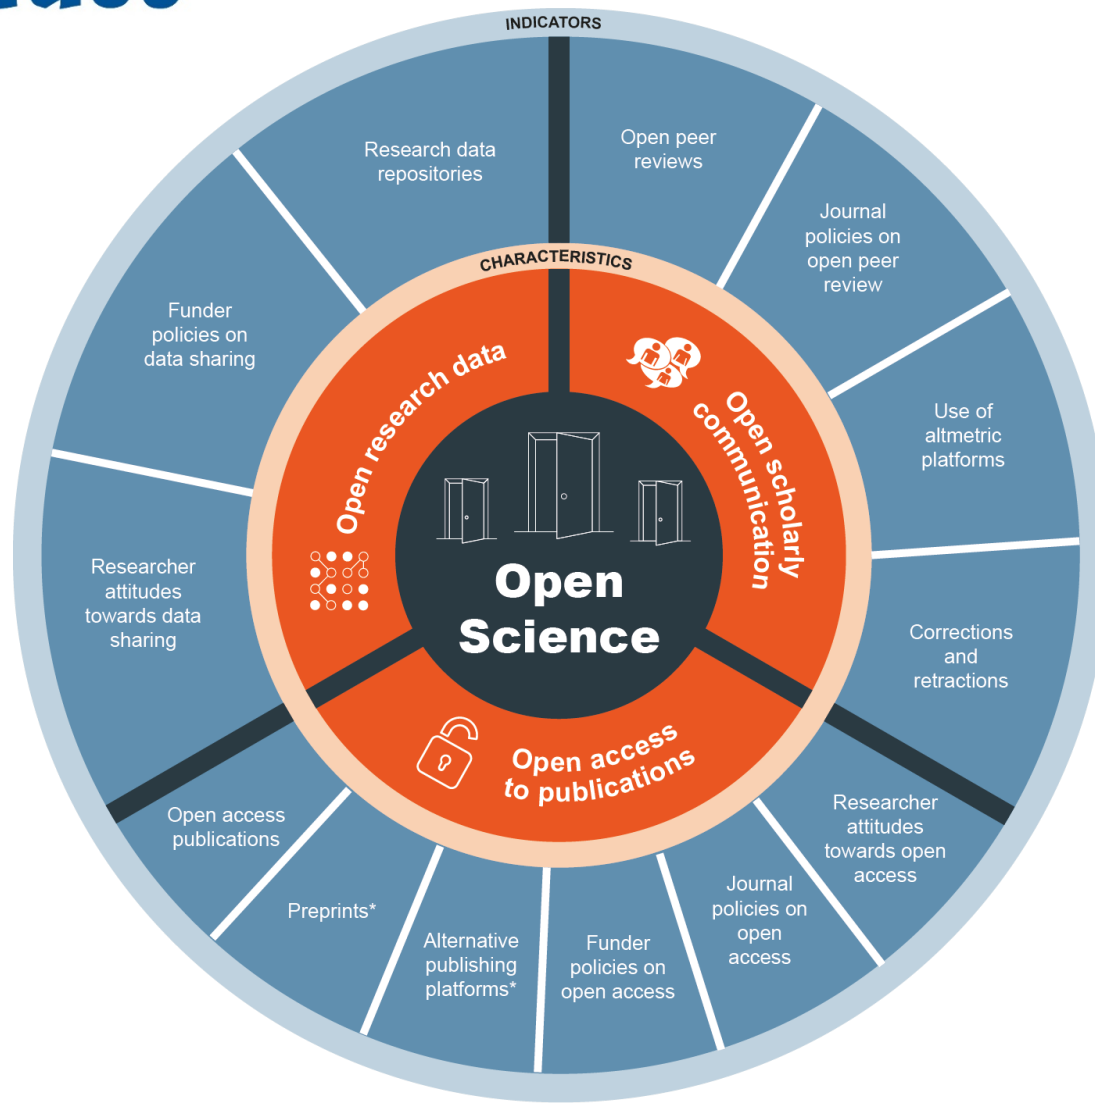 INDICATORS
Research data
repositories
Open peer
reviews
Journal
policies on
open peer
review
Use of
altmetric
platforms
Corrections
and
retractions
Researcher
attitudes
towards open
access
Journal
policies on
open
access
Funder
policies on
open access
Alternative
publishing
platforms*
Preprints*
Open access
publications
Researcher
attitudes
towards data
sharing
Funder
policies on
data sharing
CHARACTERISTICS
Open research data
Open scholarly
communication
Open access
to publications
Open
Science